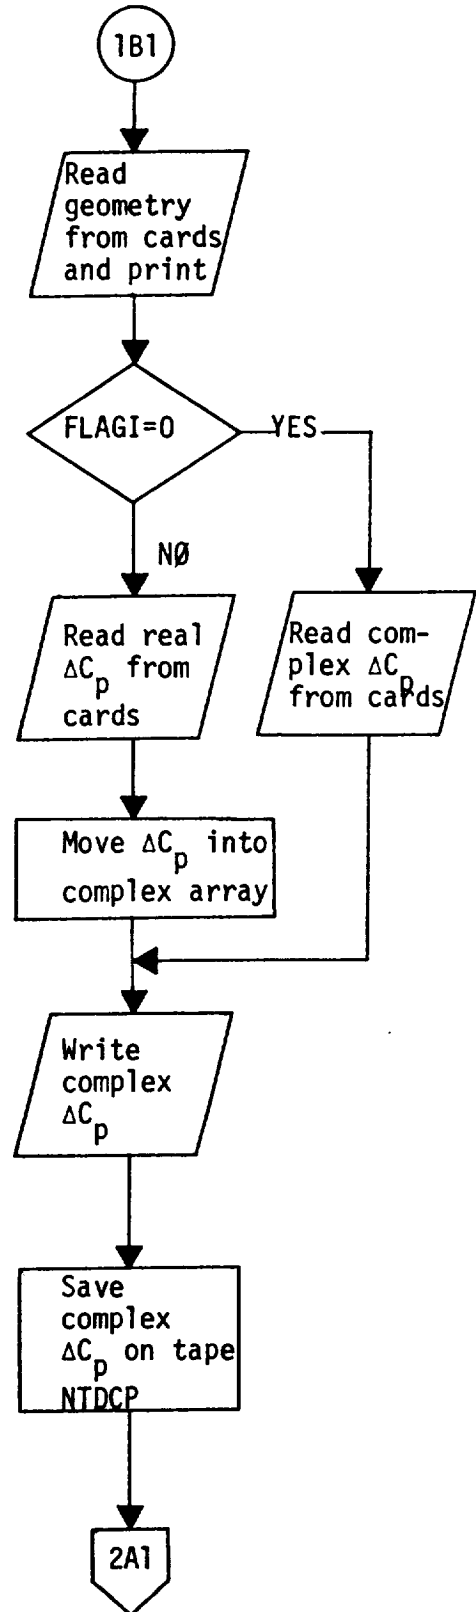 1B1
Read
geometry
from cards
and print
FLAGI=0
YES
NØ
Read real
ΔCp from
cards
Read com-
plex ΔCp
from cards
Move ΔCp into
complex array
Write
complex
ΔCp
Save
complex
ΔCp on tape
NTDCP
2A1